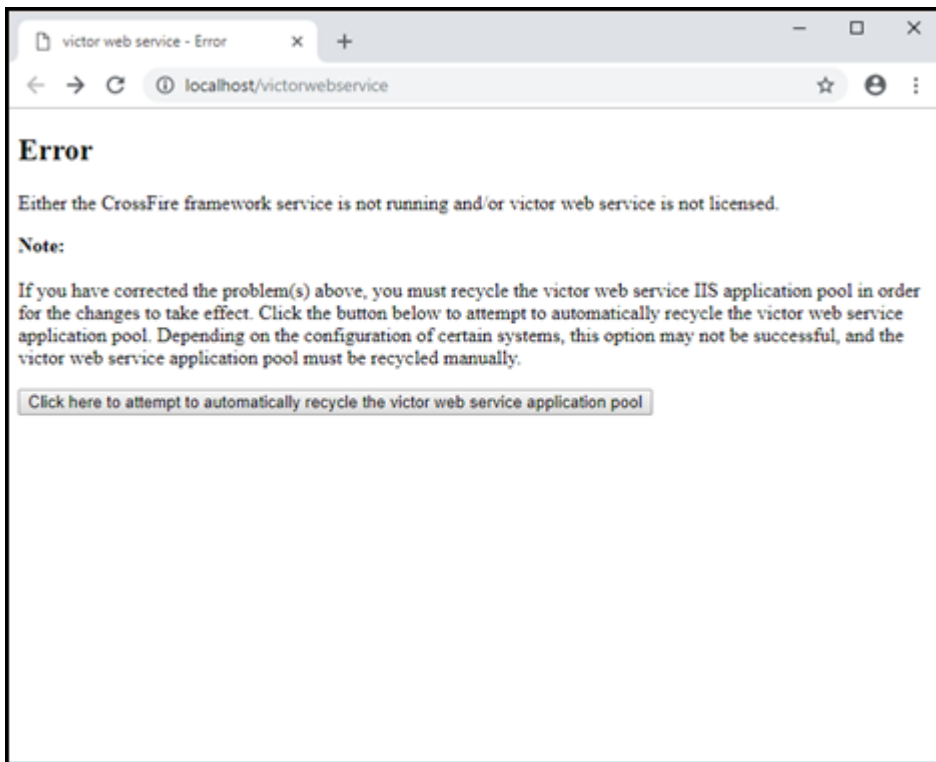 victor web service - Error
localhost/victorwebservice
Error
Either the CrossFire framework service is not running and/or victor web service is not licensed.
Note:
If you have corrected the problem(s) above, you must recycle the victor web service IIS application pool in order
for the changes to take effect. Click the button below to attempt to automatically recycle the victor web service
application pool. Depending on the configuration of certain systems, this option may not be successful, and the
victor web service application pool must be recycled manually.
Click here to attempt to automatically recycle the victor web service application pool